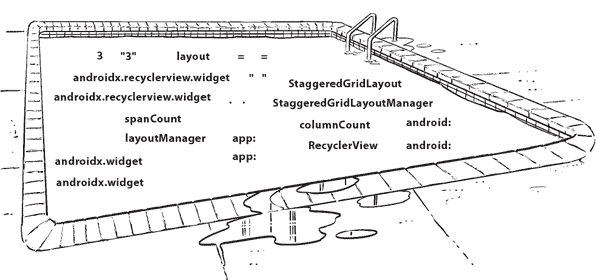 3 "3" layout = =
androidx.recyclerview.widget " "
StaggeredGridLayout
androidx.recyclerview.widget . . StaggeredGridLayoutManager
spanCount columnCount android:
layoutManager app: RecyclerView android:
androidx.widget app:
androidx.widget